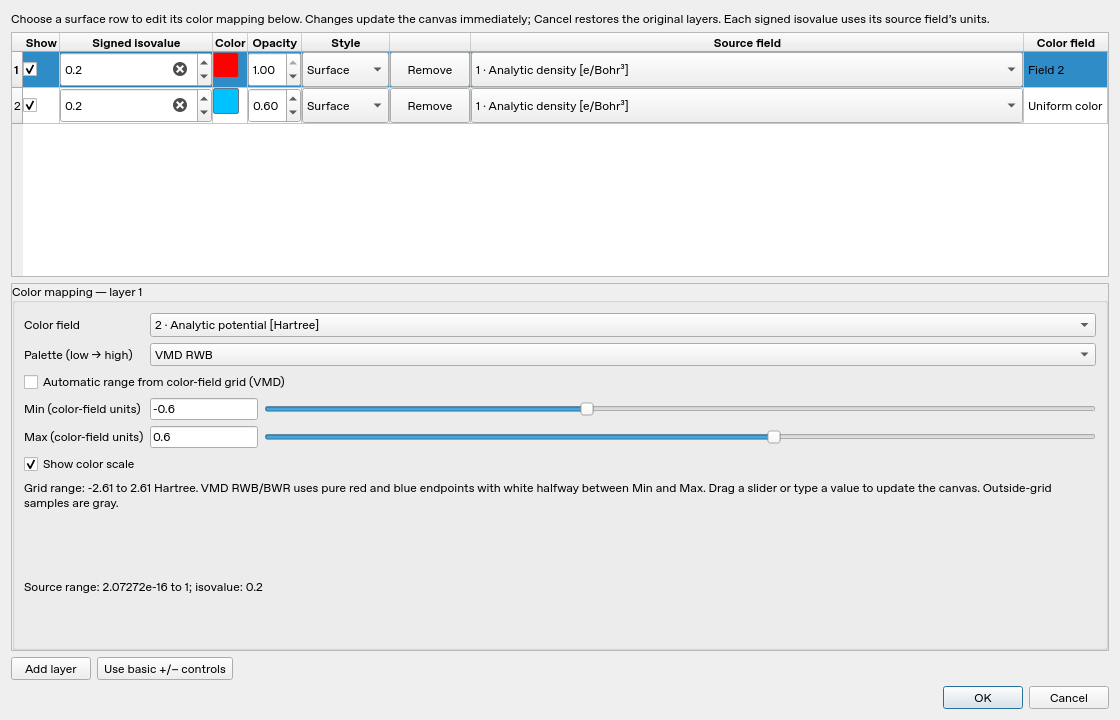 Choose a surface row to edit its color mapping below. Changes update the canvas immediately; Cancel restores the original layers. Each signed isovalue uses its source field's units.
Show Signed isovalue Color Opacity Style Source field Color field
1 0.2 1.00 Surface Remove 1 · Analytic density [e/Bohr³] Field 2
2 0.2 0.60 Surface Remove 1 · Analytic density [e/Bohr³] Uniform color
Color mapping — layer 1
Color field 2 · Analytic potential [Hartree]
Palette (low → high) VMD RWB
Automatic range from color-field grid (VMD)
Min (color-field units) -0.6
Max (color-field units) 0.6
Show color scale
Grid range: -2.61 to 2.61 Hartree. VMD RWB/BWR uses pure red and blue endpoints with white halfway between Min and Max. Drag a slider or type a value to update the canvas. Outside-grid
samples are gray.
Source range: 2.07272e-16 to 1; isovalue: 0.2
Add layer Use basic +/− controls
OK Cancel